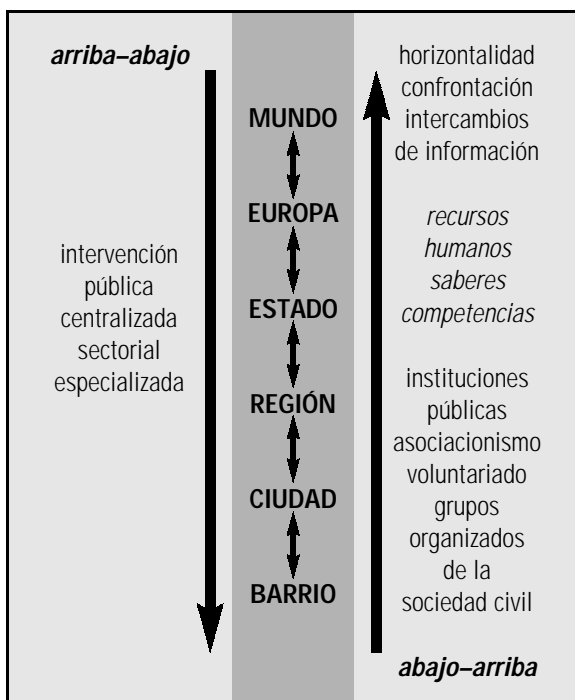 arriba–abajo
intervención
pública
centralizada
sectorial
especializada
MUNDO
EUROPA
ESTADO
REGIÓN
CIUDAD
BARRIO
horizontalidad
confrontación
intercambios
de información
recursos
humanos
saberes
competencias
instituciones
públicas
asociacionismo
voluntariado
grupos
organizados
de la
sociedad civil
abajo–arriba